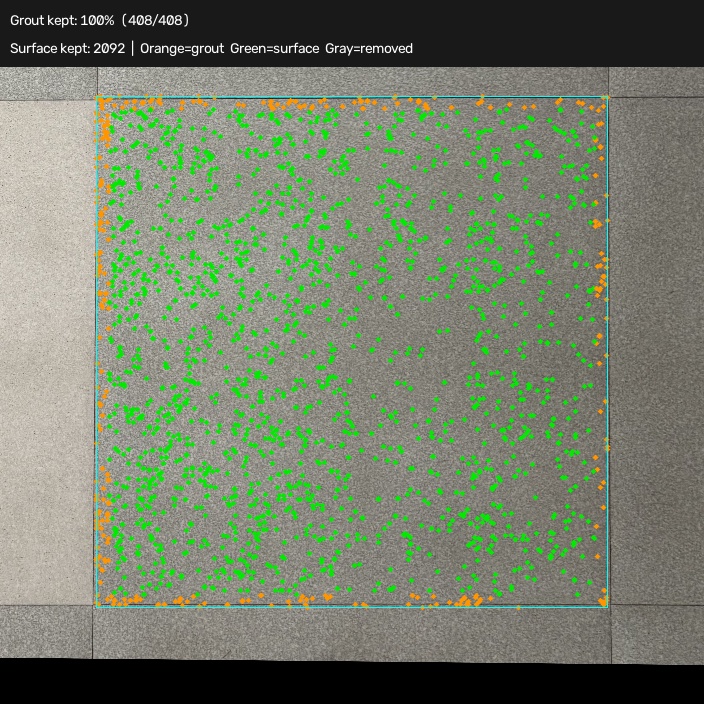 Grout kept: 100% (408/408)
Surface kept: 2092 | Orange=grout Green=surface Gray=removed